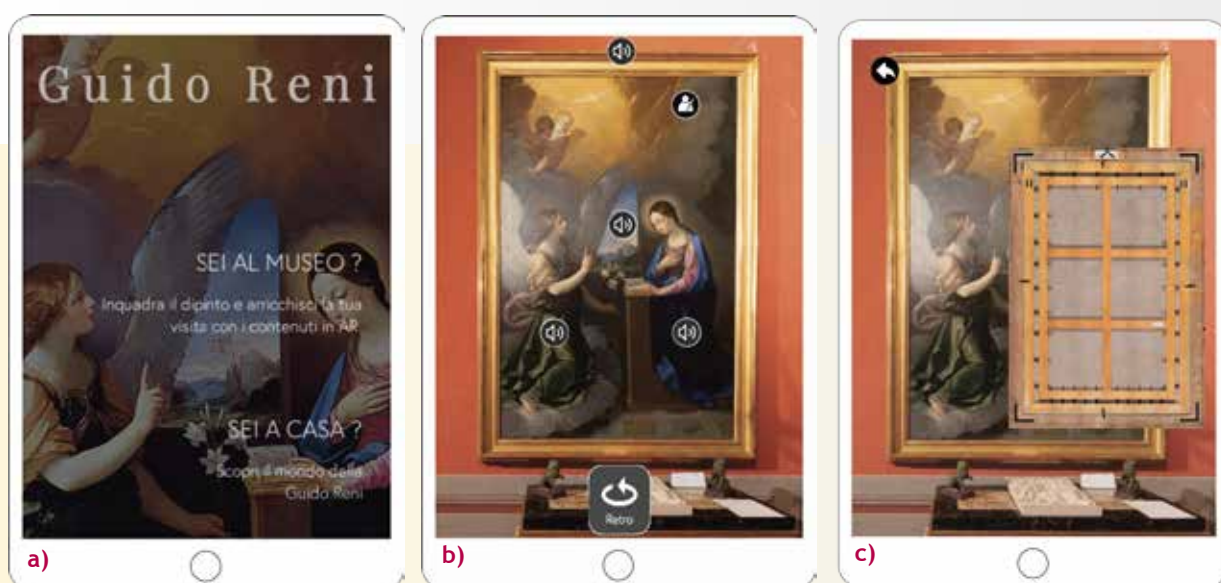 Guido Reni
SEI AL MUSEO ?
Inquadra il dipinto e arricchisci la tua
visita con i contenuti in AR
SEI A CASA ?
Scopri il mondo della
Guido Reni
a)
Retro
b)
c)